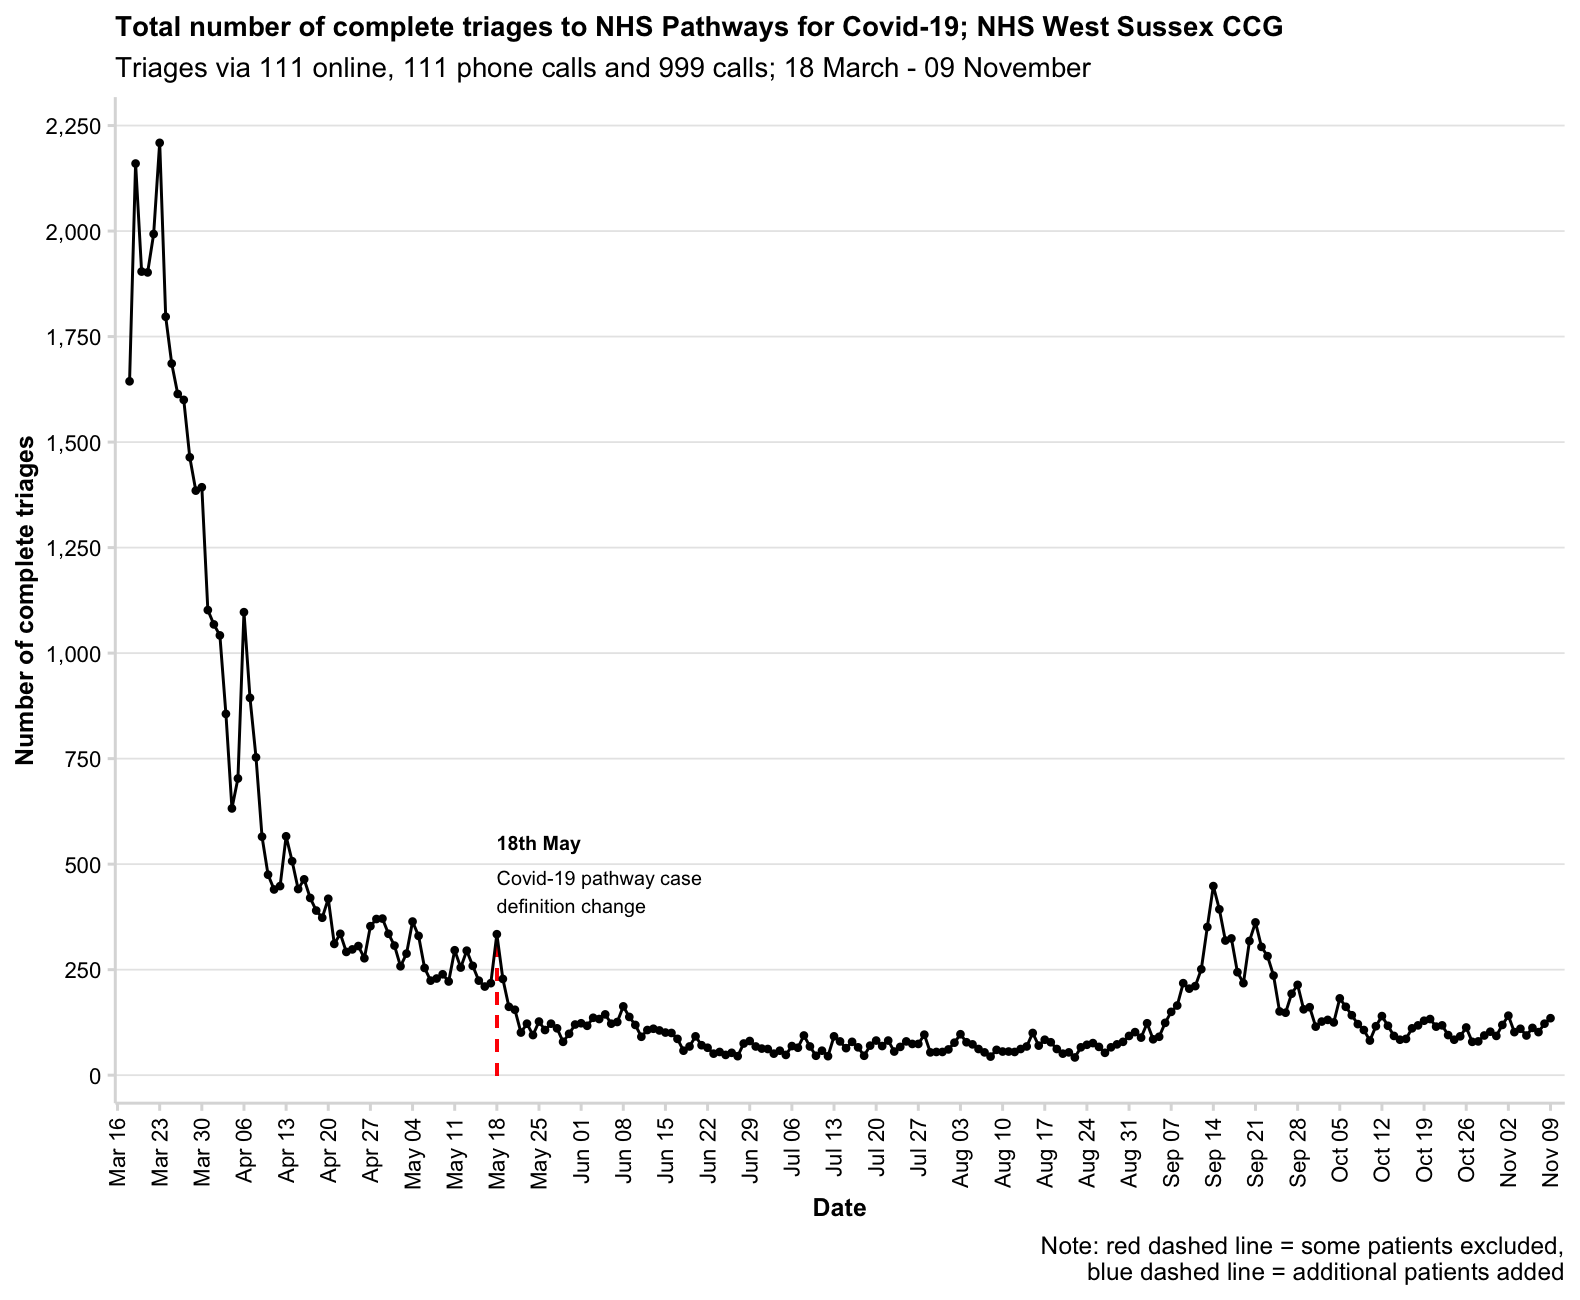 Total number of complete triages to NHS Pathways for Covid-19; NHS West Sussex CCG
Triages via 111 online, 111 phone calls and 999 calls; 18 March - 09 November
Number of complete triages
2,250
2,000
1,750
1,500
1,250
1,000
750
500
250
0
18th May
Covid-19 pathway case
definition change
Mar 16
Mar 23
Mar 30
Apr 06
Apr 13
Apr 20
Apr 27
May 04
May 11
May 18
May 25
Jun 01
Jun 08
Jun 15
Jun 22
Jun 29
Jul 06
Jul 13
Jul 20
Jul 27
Aug 03
Aug 10
Aug 17
Aug 24
Aug 31
Sep 07
Sep 14
Sep 21
Sep 28
Oct 05
Oct 12
Oct 19
Oct 26
Nov 02
Nov 09
Date
Note: red dashed line = some patients excluded,
blue dashed line = additional patients added